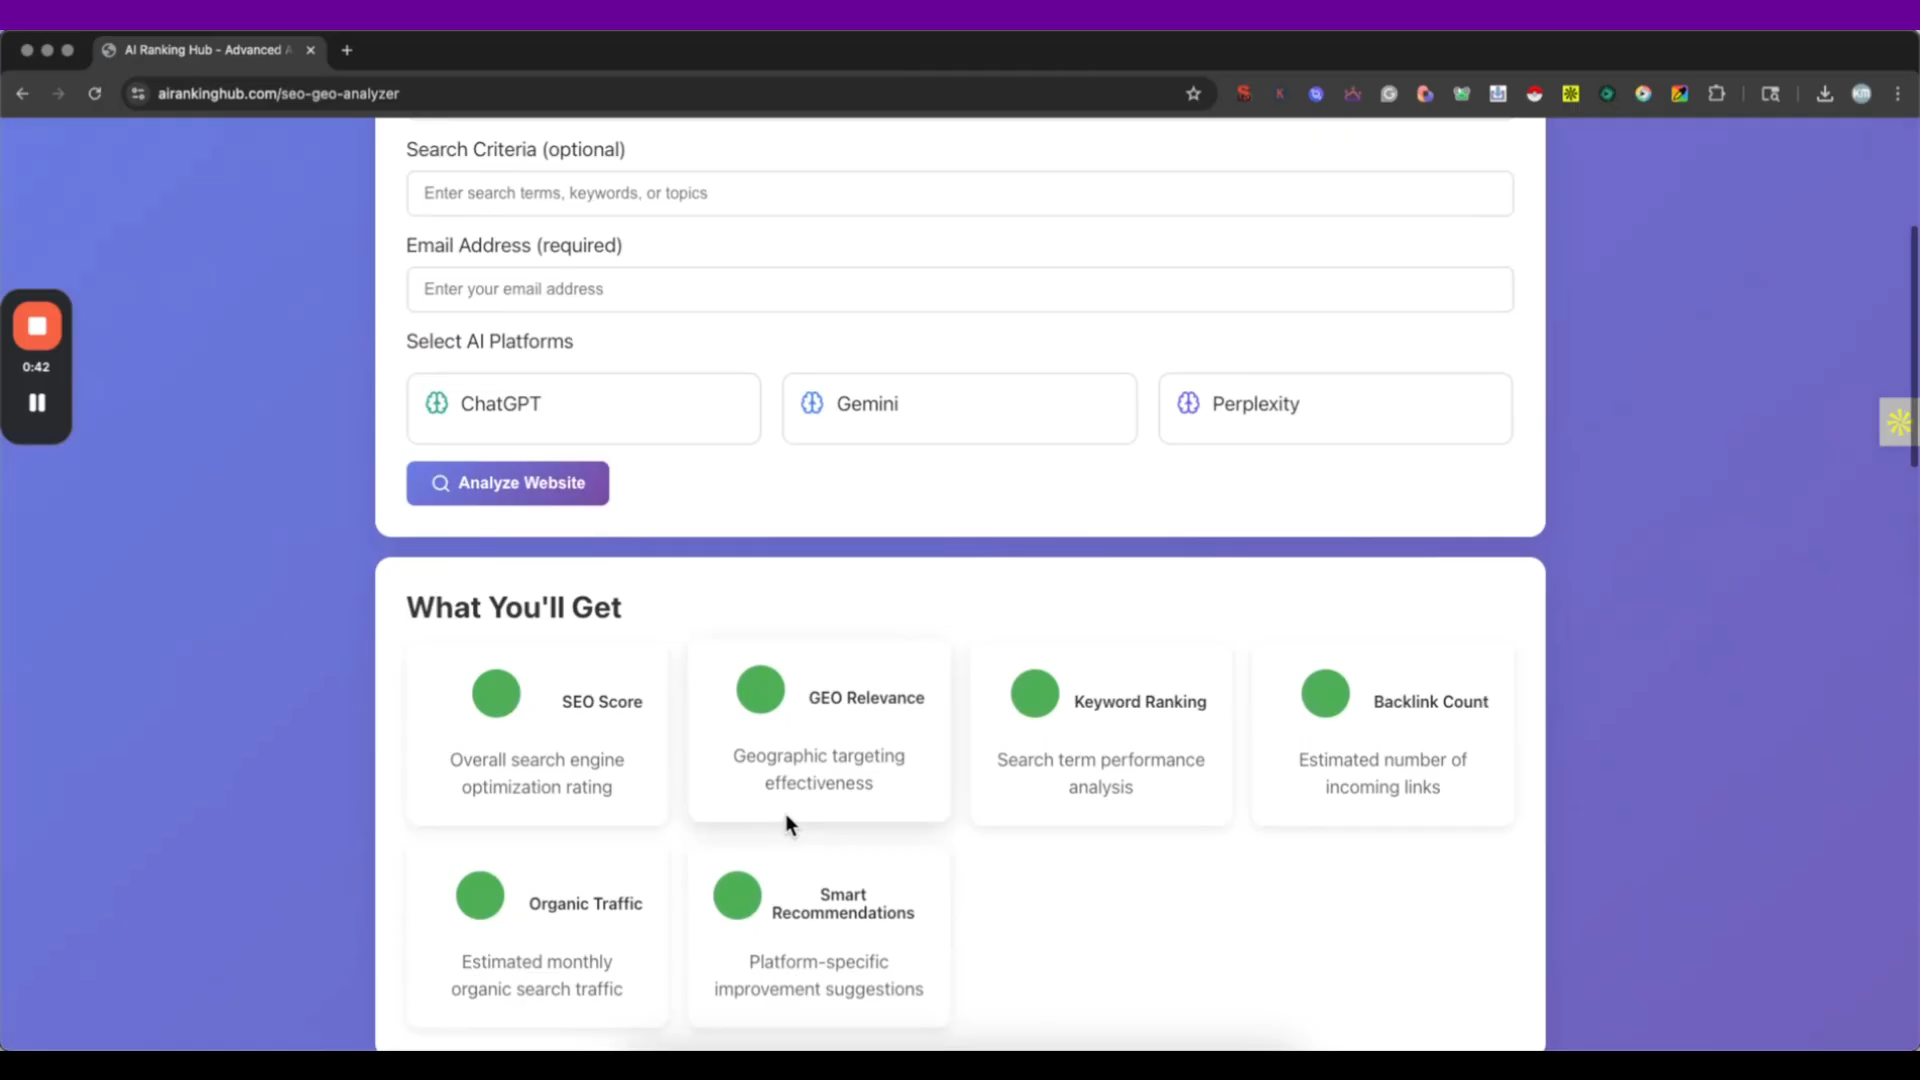 AI Ranking Hub - Advanced A
airankinghub.com/seo-geo-analyzer
Search Criteria (optional)
Enter search terms, keywords, or topics
Email Address (required)
Enter your email address
Select AI Platforms
0:42
ChatGPT
Gemini
Perplexity
Analyze Website
What You'll Get
SEO Score
Overall search engine
optimization rating
GEO Relevance
Geographic targeting
effectiveness
Keyword Ranking
Search term performance
analysis
Backlink Count
Estimated number of
incoming links
Organic Traffic
Estimated monthly
organic search traffic
Smart
Recommendations
Platform-specific
improvement suggestions